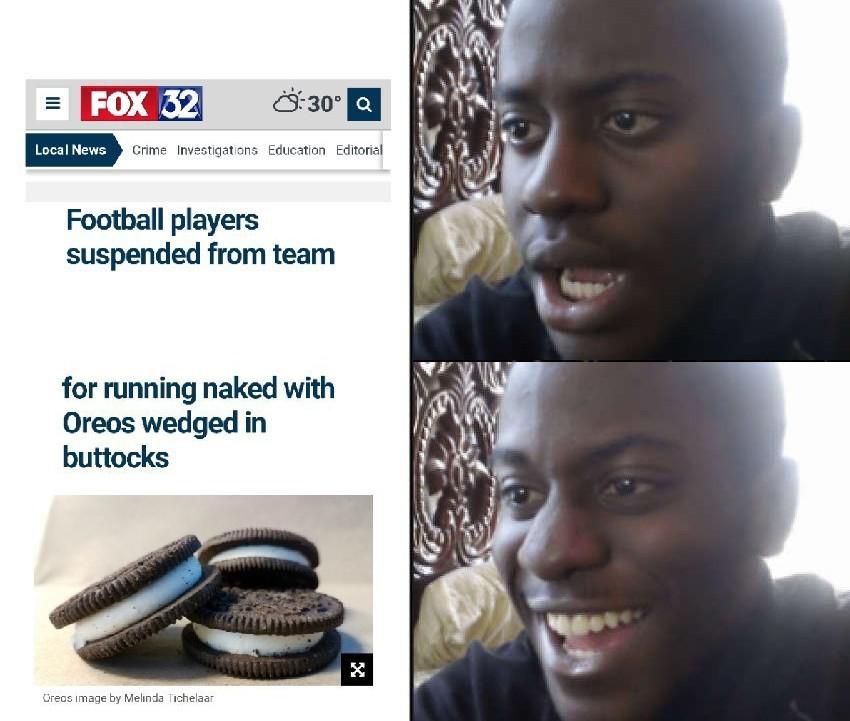 FOX 32
30°
Local News Crime Investigations Education Editorial
Football players
suspended from team
for running naked with
Oreos wedged in
buttocks
Oreos image by Melinda Tichelaar